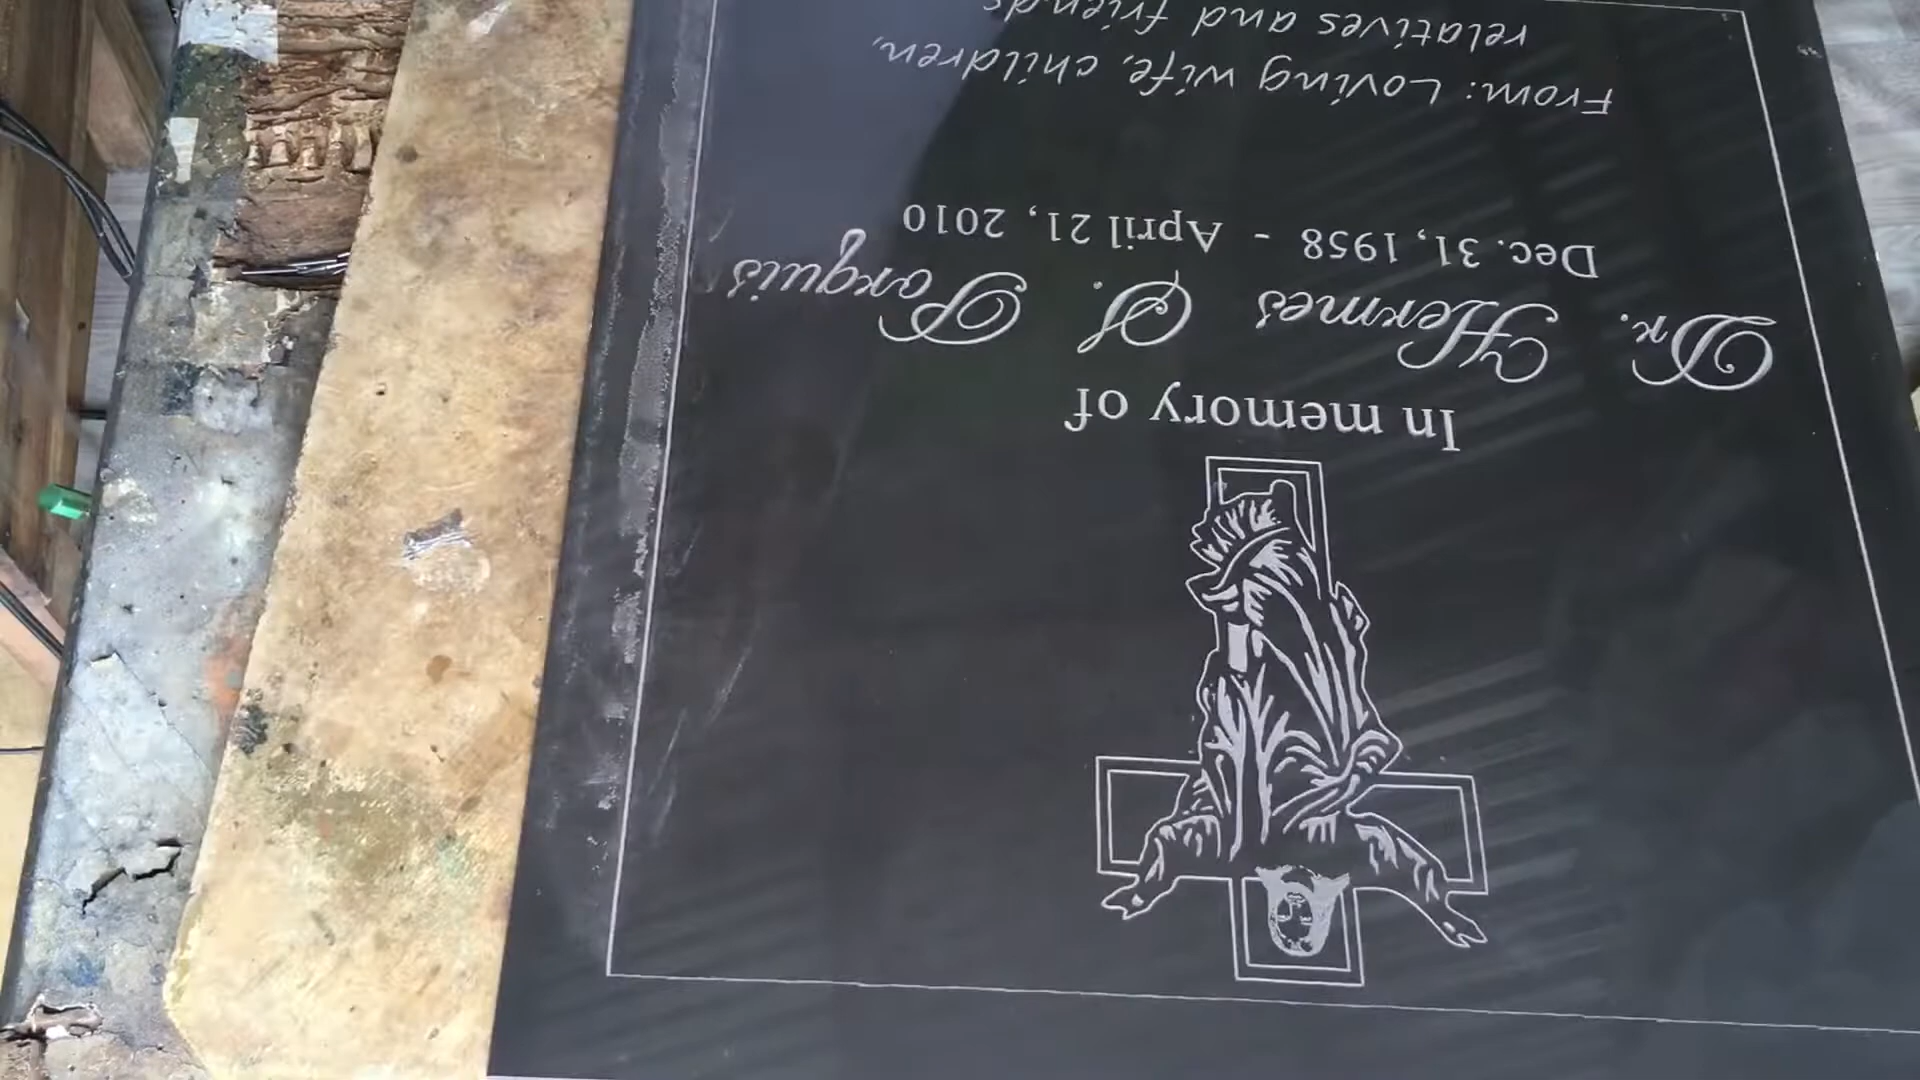 In memory of
Dr. Hermes S. Porquis
Dec. 31, 1958 - April 21, 2010
From: Loving wife, children,
relatives and friends